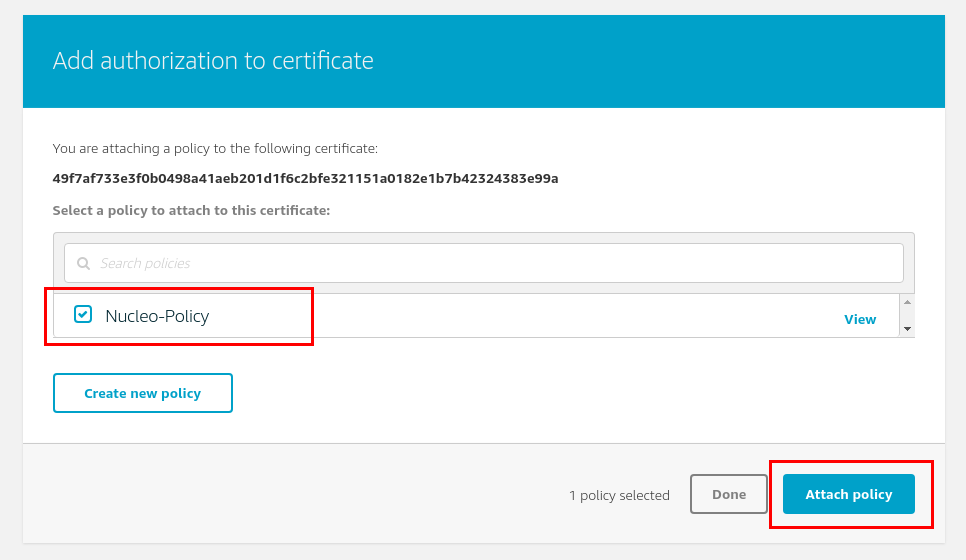 Add authorization to certificate
You are attaching a policy to the following certificate:
49f7af733e3f0b0498a41aeb201d1f6c2bfe321151a0182e1b7b42324383e99a
Select a policy to attach to this certificate:
Search policies
Nucleo-Policy
View
Create new policy
1 policy selected
Done
Attach policy